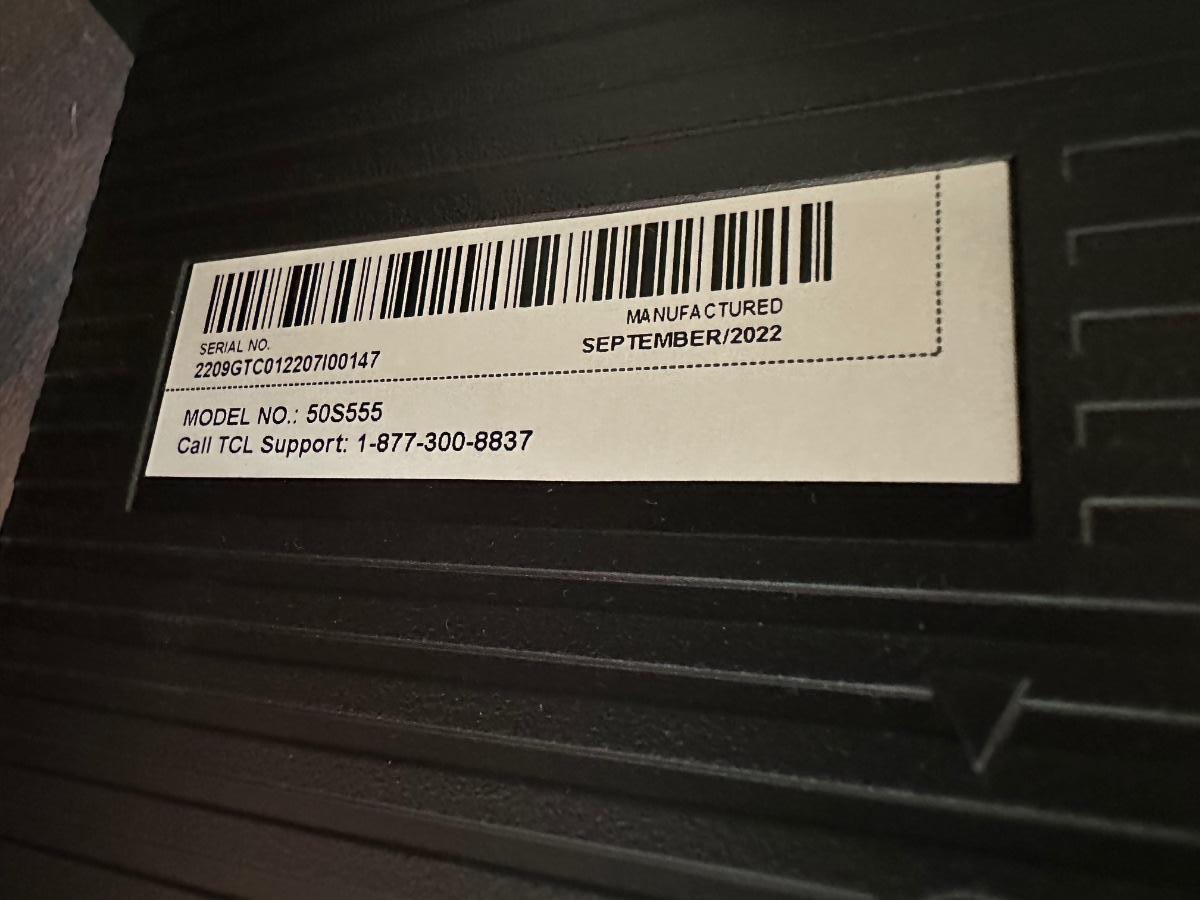 SERIAL NO.
2209GTC012207I00147
MANUFACTURED
SEPTEMBER/2022
MODEL NO.: 50S555
Call TCL Support: 1-877-300-8837